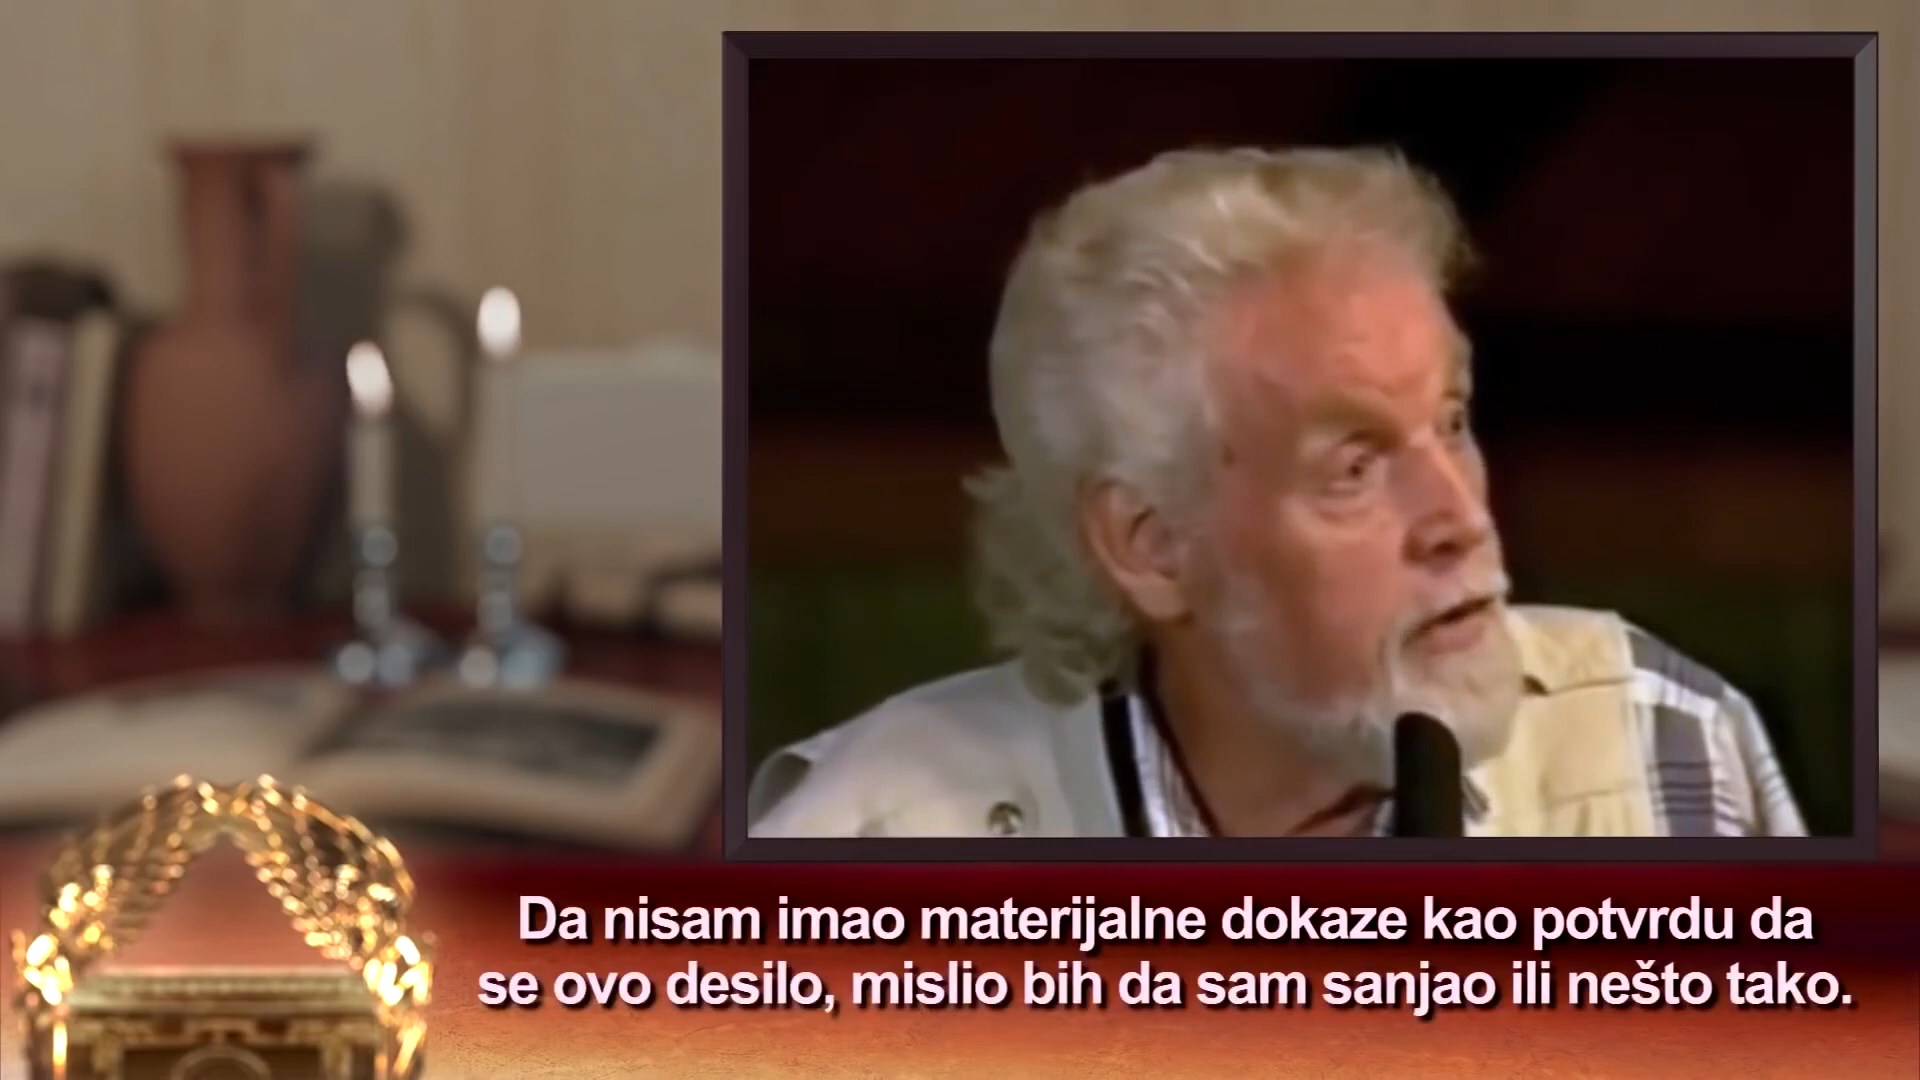 Da nisam imao materijalne dokaze kao potvrdu da
se ovo desilo, mislio bih da sam sanjao ili nešto tako.